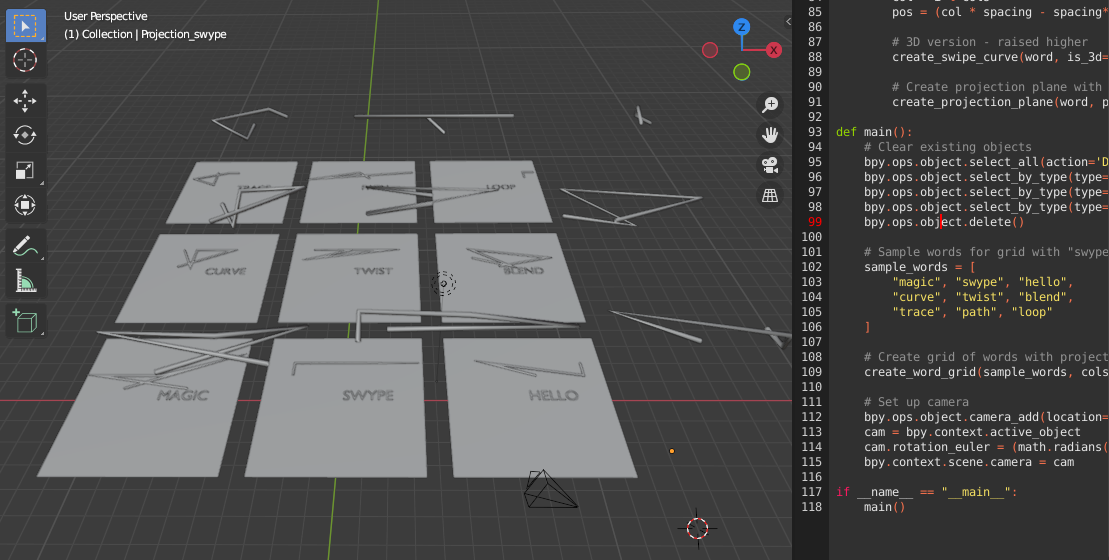 User Perspective
(1) Collection | Projection_swype
Z
X
TRACE
LOOP
CURVE
TWIST
BLEND
MAGIC
SWYPE
HELLO
85 pos = (col * spacing - spacing*
86
87 # 3D version - raised higher
88 create_swipe_curve(word, is_3d=
89
90 # Create projection plane with
91 create_projection_plane(word, p
92
93 def main():
94 # Clear existing objects
95 bpy.ops.object.select_all(action='D
96 bpy.ops.object.select_by_type(type=
97 bpy.ops.object.select_by_type(type=
98 bpy.ops.object.select_by_type(type=
99 bpy.ops.object.delete()
100
101 # Sample words for grid with "swype
102 sample_words = [
103 "magic", "swype", "hello",
104 "curve", "twist", "blend",
105 "trace", "path", "loop"
106 ]
107
108 # Create grid of words with project
109 create_word_grid(sample_words, cols
110
111 # Set up camera
112 bpy.ops.object.camera_add(location=
113 cam = bpy.context.active_object
114 cam.rotation_euler = (math.radians(
115 bpy.context.scene.camera = cam
116
117 if __name__ == "__main__":
118 main()